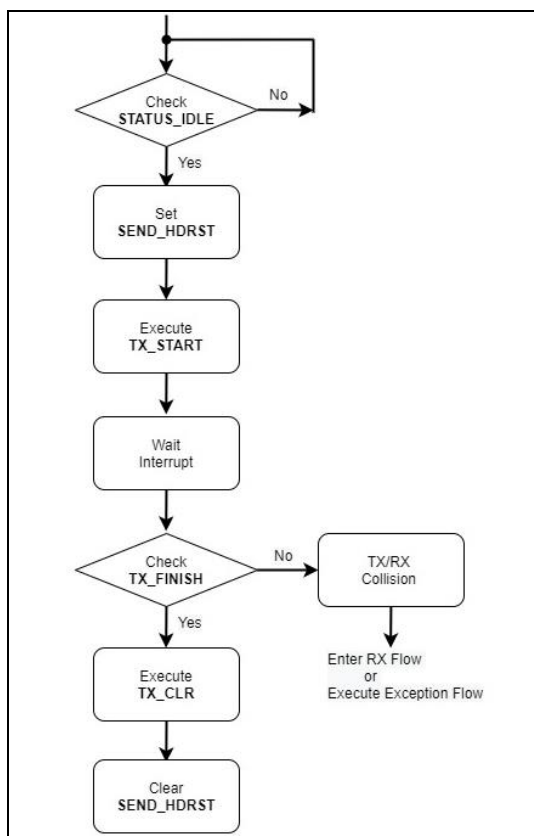 Check
STATUS_IDLE
No
Yes
Set
SEND_HDRST
Execute
TX_START
Wait
Interrupt
Check
TX_FINISH
No
TX/RX
Collision
Yes
Enter RX Flow
or
Execute Exception Flow
Execute
TX_CLR
Clear
SEND_HDRST